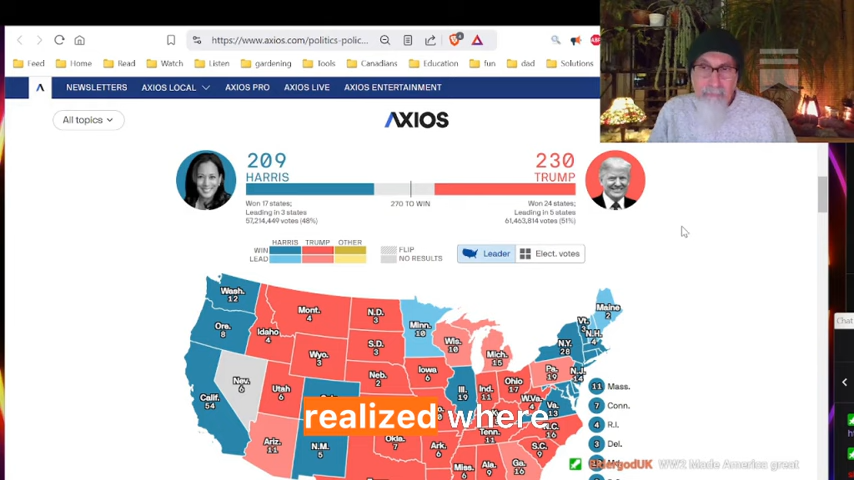 https://www.axios.com/politics-polic...
Feed
Home
Read
Watch
Listen
gardening
Tools
Canadians
Education
fun
dad
Solutions
NEWSLETTERS
AXIOS LOCAL
AXIOS PRO
AXIOS LIVE
AXIOS ENTERTAINMENT
All topics
AXIOS
209
HARRIS
230
TRUMP
Won 17 states;
Leading in 3 states
57,214,449 votes (48%)
270 TO WIN
Won 24 states;
Leading in 5 states
61,463,814 votes (51%)
HARRIS TRUMP OTHER
WIN
LEAD
FLIP
NO RESULTS
Leader
Elect. votes
Wash.
12
Ore.
8
Calif.
54
Nev.
6
Idaho
4
Mont.
4
Wyo.
3
Utah
6
Ariz.
11
N.M.
5
N.D.
3
S.D.
3
Neb.
2
Okla.
7
Minn.
10
Iowa
6
Ark.
6
Wis.
10
Ill.
19
Miss.
6
Mich.
15
Ind.
11
Ohio
17
Tenn.
11
Ala.
9
W.Va.
4
Va.
13
N.C.
16
S.C.
9
Ga.
16
Pa.
19
N.J.
14
N.Y.
28
Vt.
3
N.H.
4
Maine
2
11 Mass.
7 Conn.
4 R.I.
3 Del.
realized where
WW2 Made America great
Chat